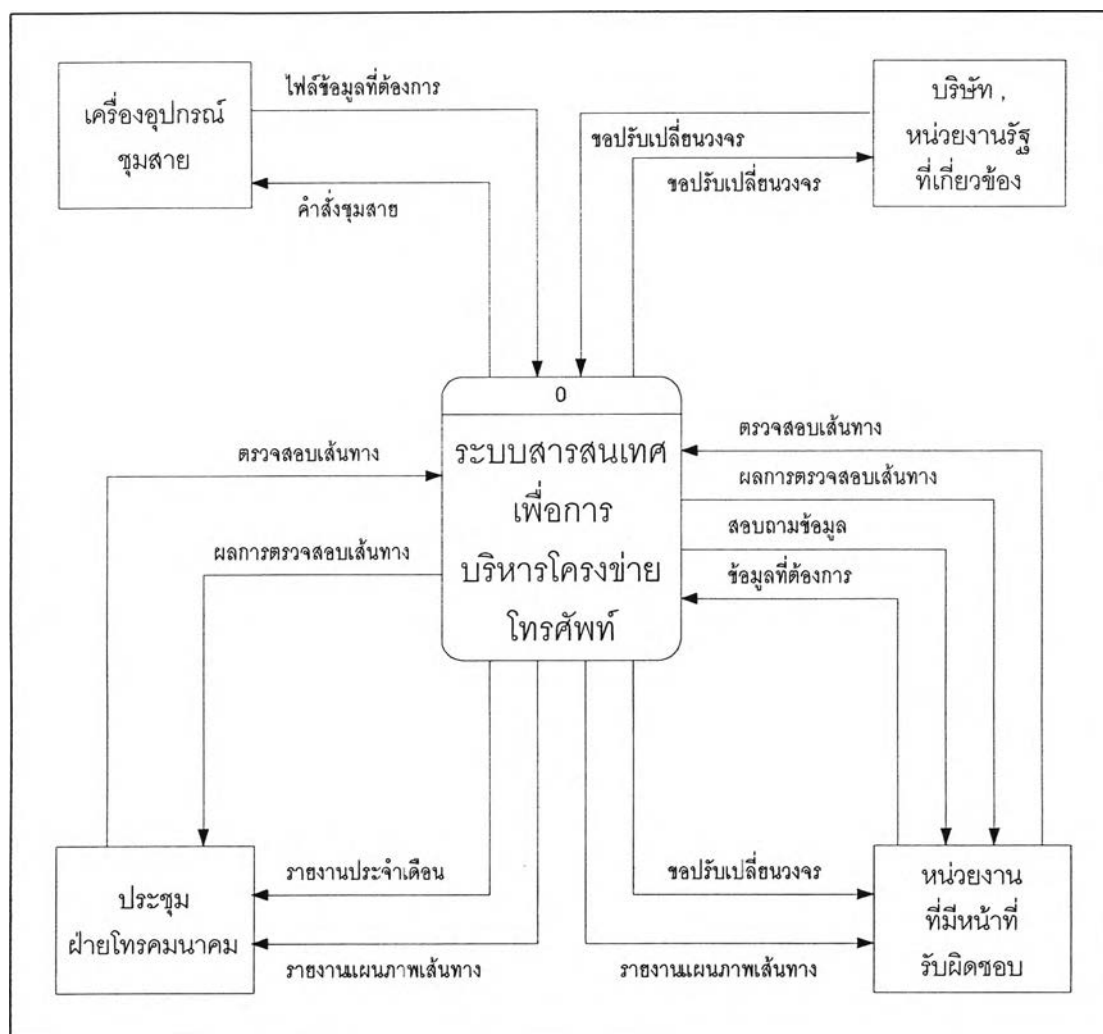 ไฟล์ข้อมูลที่ต้องการ
เครื่องอุปกรณ์
ชุมสาย
คำสั่งชุมสาย
บริษัท ,
หน่วยงานรัฐ
ที่เกี่ยวข้อง
ขอปรับเปลี่ยนวงจร
ขอปรับเปลี่ยนวงจร
0
ระบบสารสนเทศ
เพื่อการ
บริหารโครงข่าย
โทรศัพท์
ตรวจสอบเส้นทาง
ผลการตรวจสอบเส้นทาง
ตรวจสอบเส้นทาง
ผลการตรวจสอบเส้นทาง
สอบถามข้อมูล
ข้อมูลที่ต้องการ
รายงานประจำเดือน
ประชุม
ฝ่ายโทรคมนาคม
รายงานแผนภาพเส้นทาง
ขอปรับเปลี่ยนวงจร
หน่วยงาน
ที่มีหน้าที่
รับผิดชอบ
รายงานแผนภาพเส้นทาง